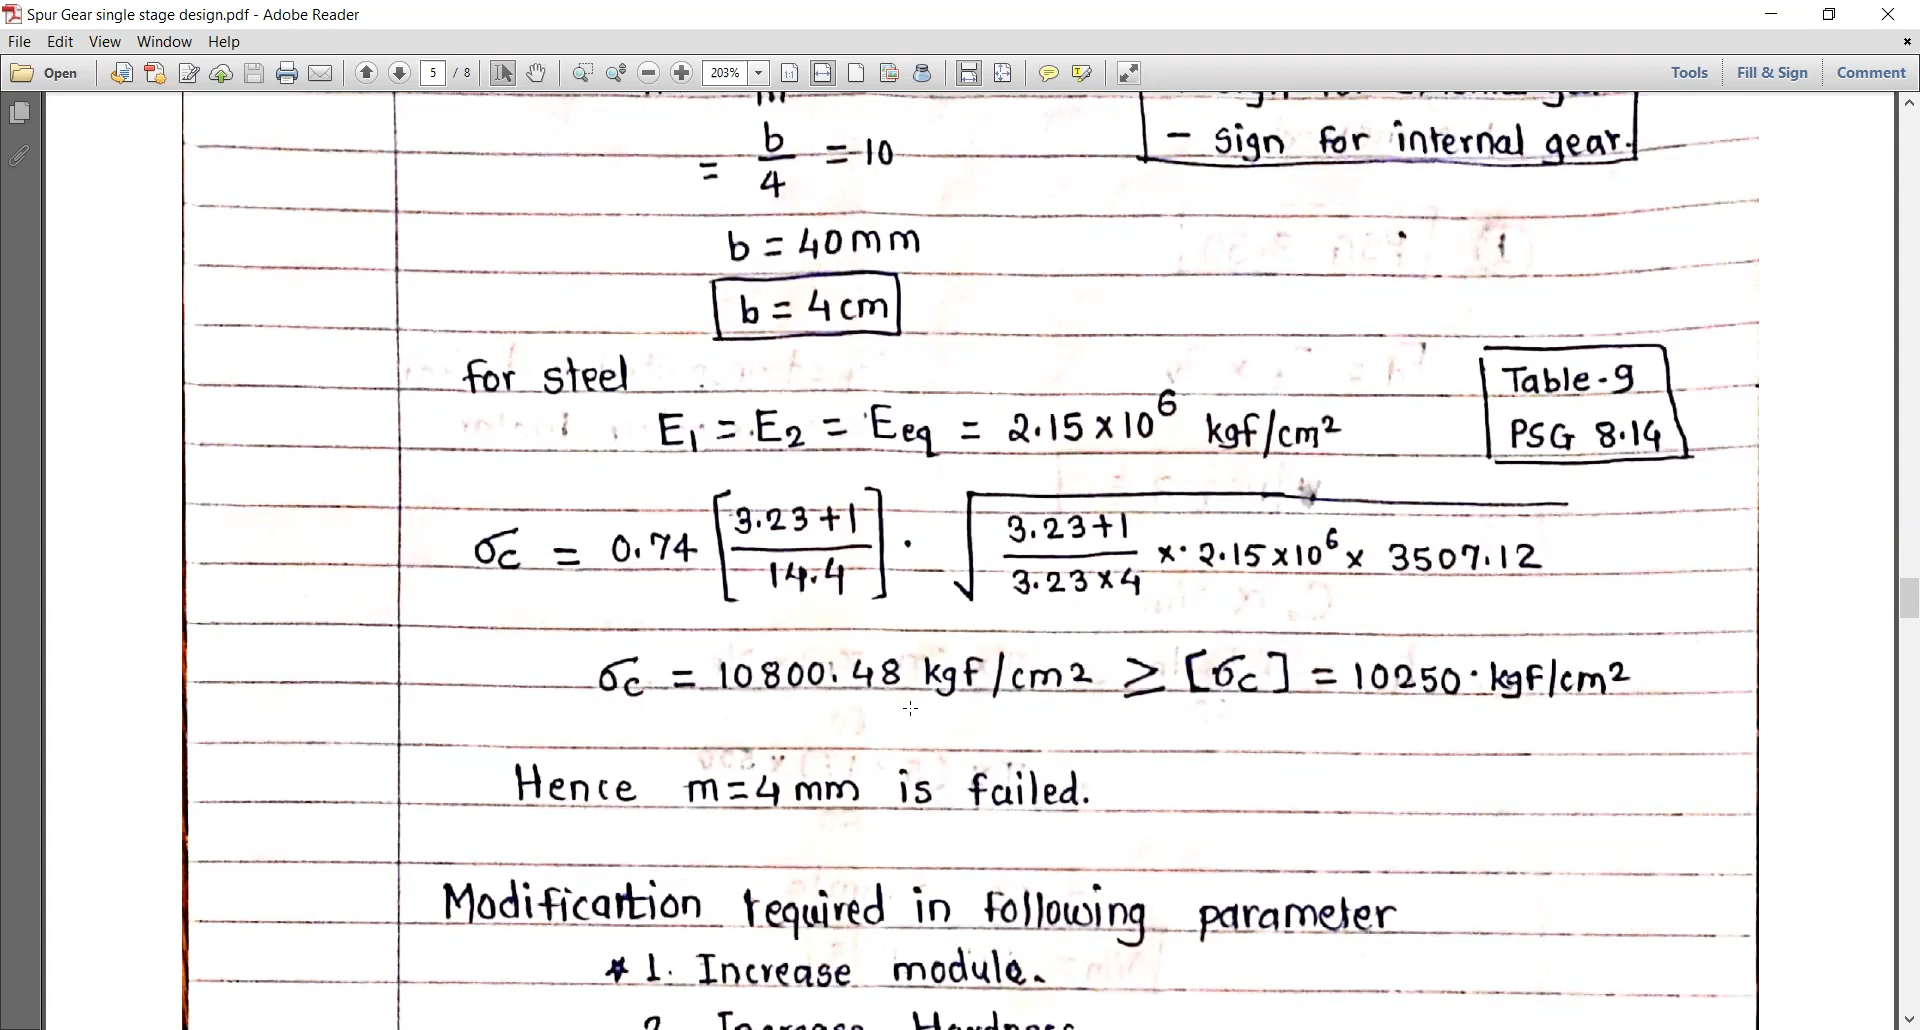 Spur Gear single stage design.pdf - Adobe Reader
File Edit View Window Help
Open 5 / 8 203% Tools Fill & Sign Comment
m
- sign for internal gear.
= b/4 = 10
b = 40mm
b = 4cm
for steel
Table-9
E1 = E2 = Eeq = 2.15 x 10^6 kgf/cm2
PSG 8.14
σc = 0.74 [3.23+1 / 14.4] . √(3.23+1 / 3.23x4 x 2.15x10^6 x 3507.12)
σc = 10800.48 kgf/cm2 ≥ [σc] = 10250 kgf/cm2
Hence m=4 mm is failed.
Modificartion required in following parameter
* 1. Increase module.
2. Increase Hardness